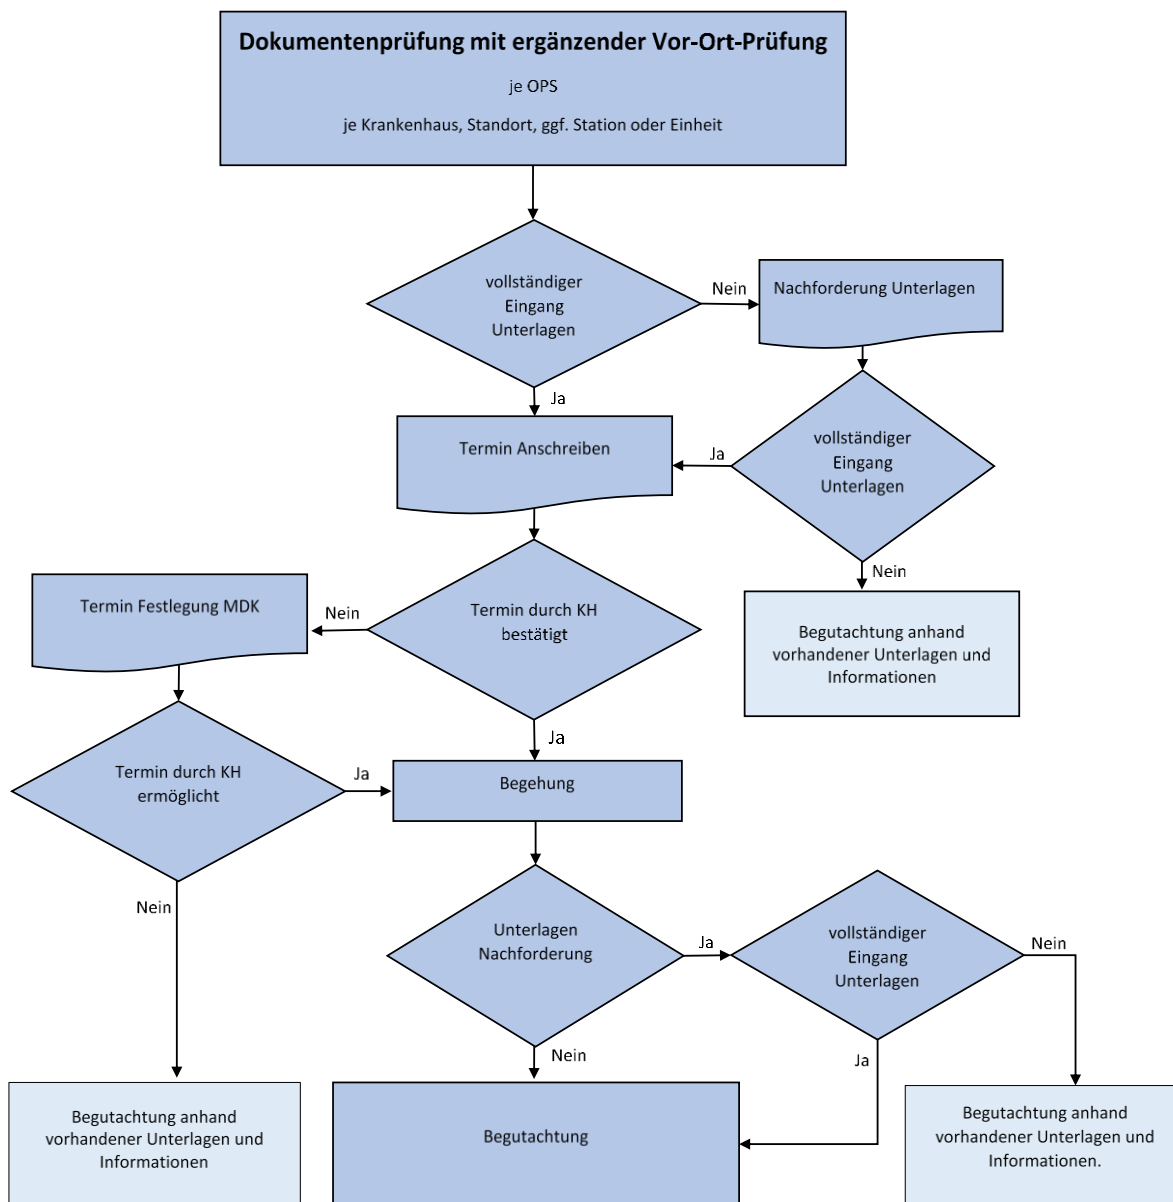 Dokumentenprüfung mit ergänzender Vor-Ort-Prüfung
je OPS
je Krankenhaus, Standort, ggf. Station oder Einheit
vollständiger
Eingang
Unterlagen
Nein
Nachforderung Unterlagen
Ja
Termin Anschreiben
Ja
vollständiger
Eingang
Unterlagen
Nein
Begutachtung anhand
vorhandener Unterlagen und
Informationen
Termin durch KH
bestätigt
Nein
Termin Festlegung MDK
Ja
Termin durch KH
ermöglicht
Ja
Begehung
Nein
Unterlagen
Nachforderung
Ja
vollständiger
Eingang
Unterlagen
Nein
Nein
Ja
Begutachtung anhand
vorhandener Unterlagen und
Informationen
Begutachtung
Begutachtung anhand
vorhandener Unterlagen und
Informationen.